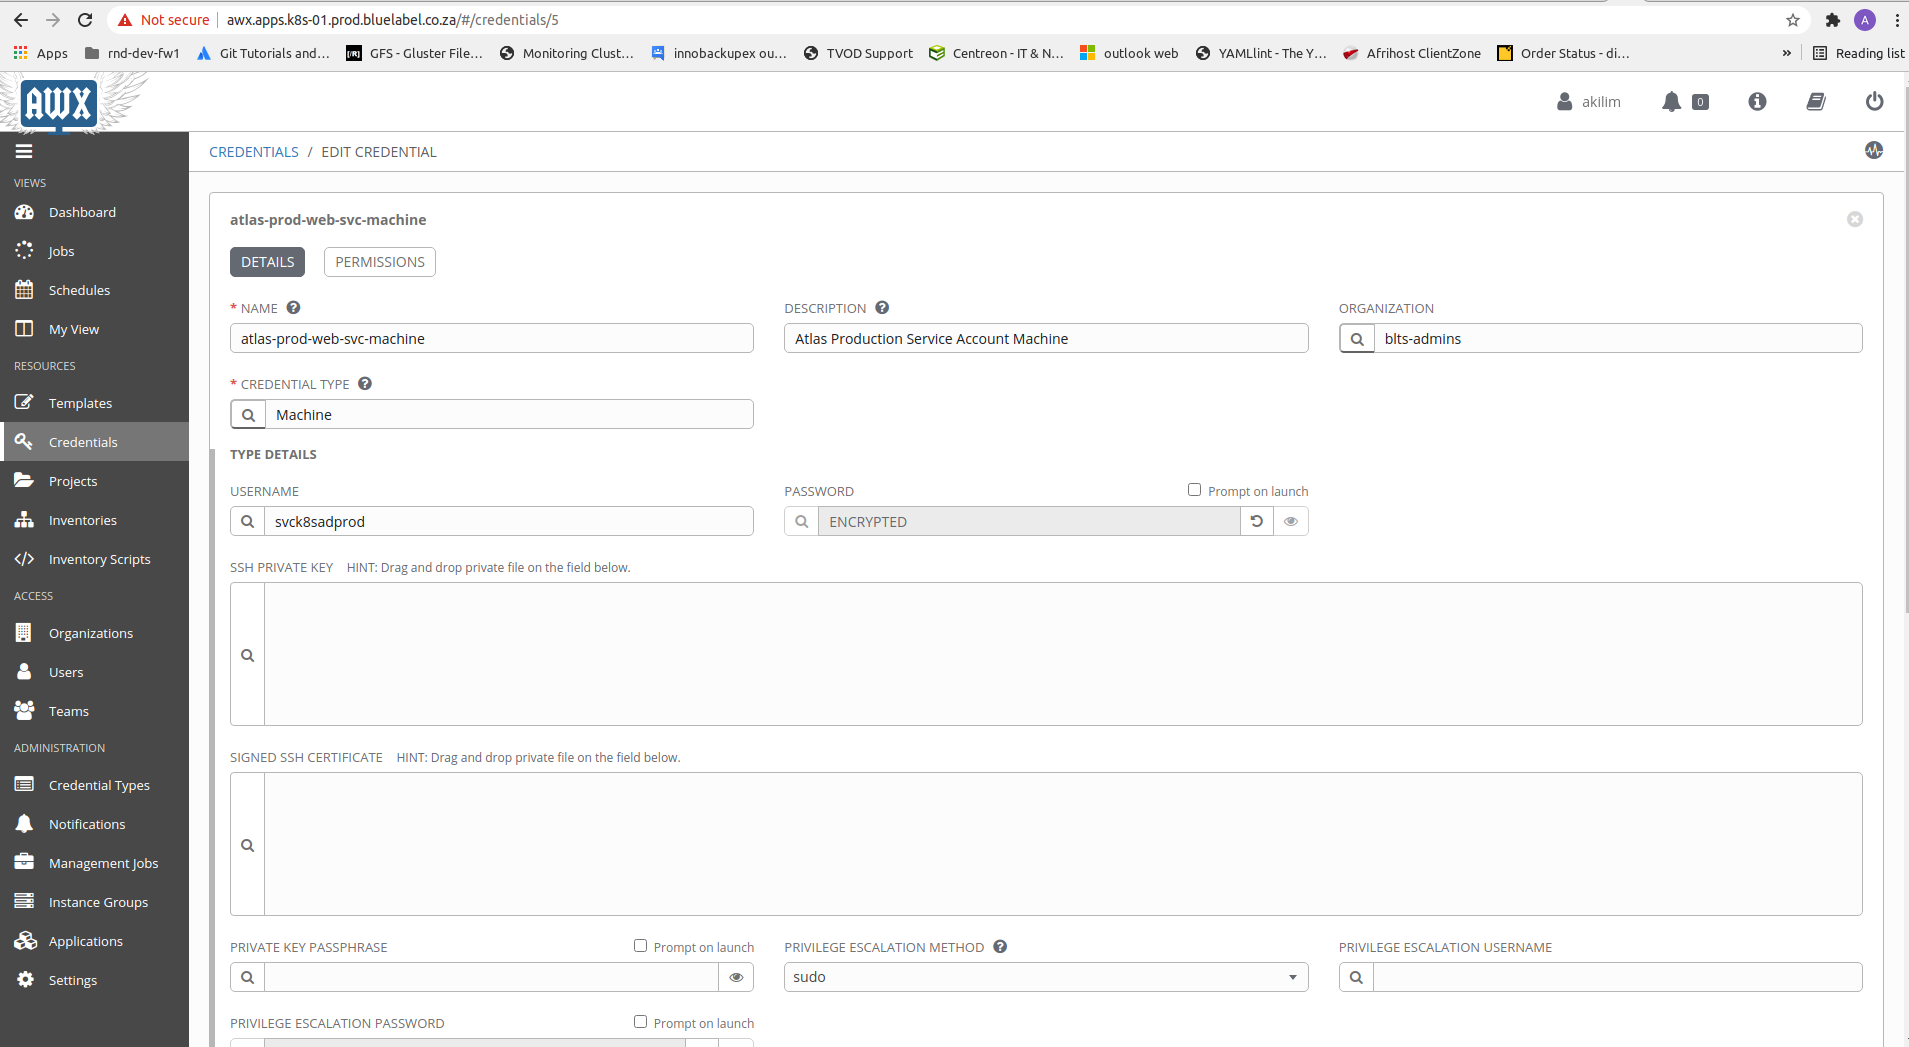 Not secure awx.apps.k8s-01.prod.bluelabel.co.za/#/credentials/5
A
Apps rnd-dev-fw1 Git Tutorials and... [/R] GFS - Gluster File... Monitoring Clust... innobackupex ou... TVOD Support Centreon - IT & N... outlook web YAMLlint - The Y... Afrihost ClientZone Order Status - di... » Reading list
AWX
akilim 0
CREDENTIALS / EDIT CREDENTIAL
VIEWS
Dashboard
Jobs
Schedules
My View
RESOURCES
Templates
Credentials
Projects
Inventories
Inventory Scripts
ACCESS
Organizations
Users
Teams
ADMINISTRATION
Credential Types
Notifications
Management Jobs
Instance Groups
Applications
Settings
atlas-prod-web-svc-machine
DETAILS PERMISSIONS
* NAME DESCRIPTION ORGANIZATION
atlas-prod-web-svc-machine Atlas Production Service Account Machine blts-admins
* CREDENTIAL TYPE
Machine
TYPE DETAILS
USERNAME PASSWORD Prompt on launch
svck8sadprod ENCRYPTED
SSH PRIVATE KEY HINT: Drag and drop private file on the field below.
SIGNED SSH CERTIFICATE HINT: Drag and drop private file on the field below.
PRIVATE KEY PASSPHRASE Prompt on launch PRIVILEGE ESCALATION METHOD PRIVILEGE ESCALATION USERNAME
sudo
PRIVILEGE ESCALATION PASSWORD Prompt on launch